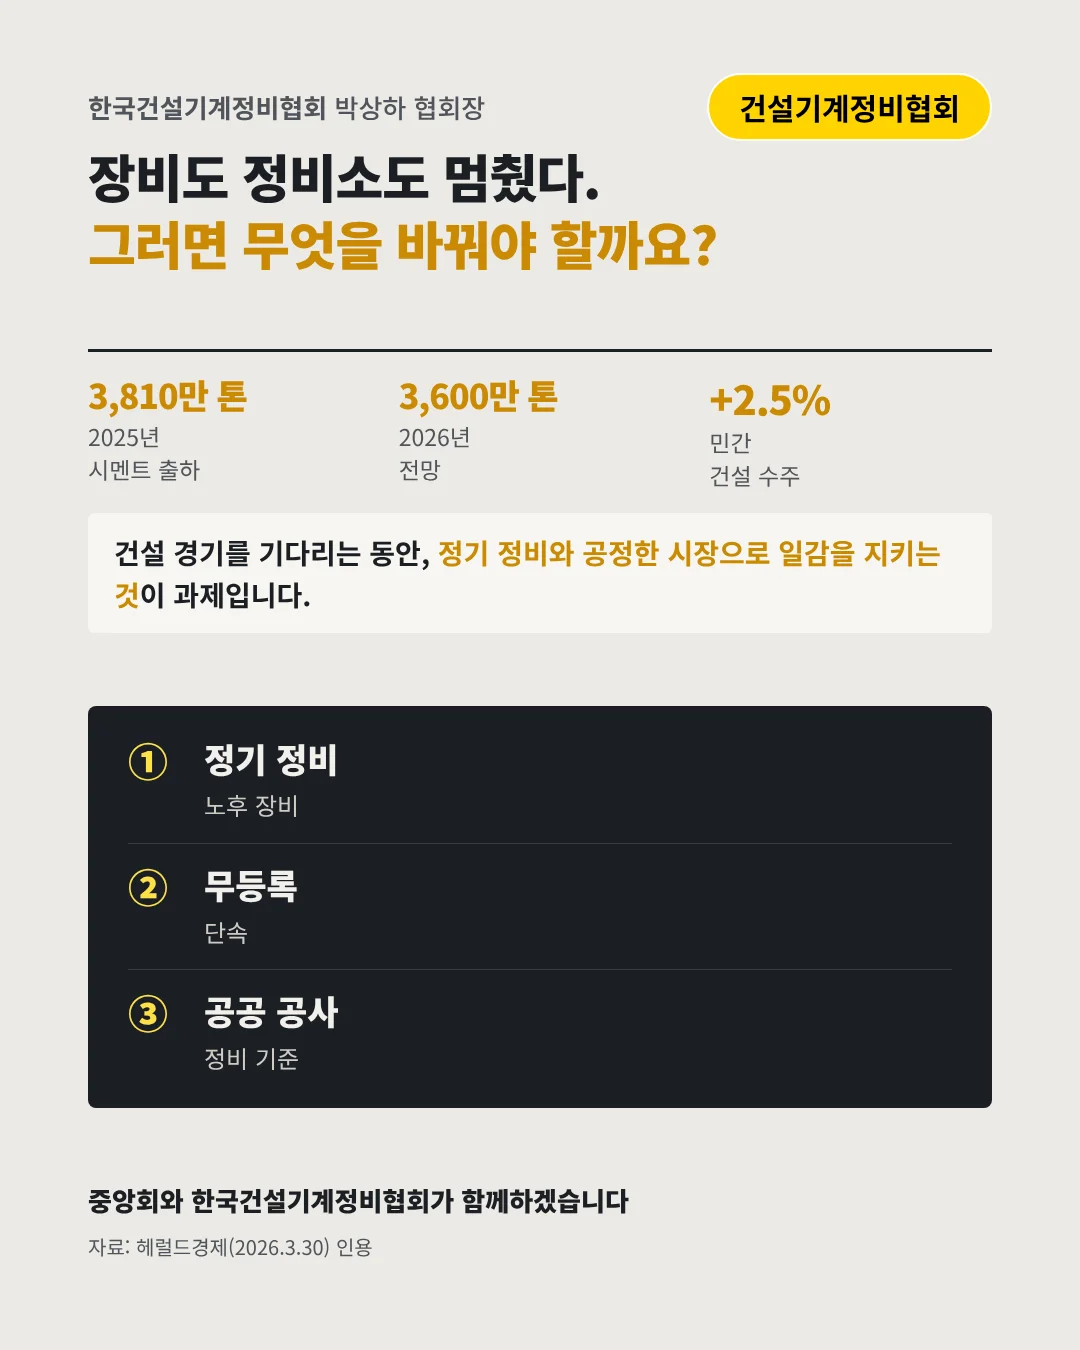 한국건설기계정비협회 박상하 협회장
건설기계정비협회
장비도 정비소도 멈췄다.
그러면 무엇을 바꿔야 할까요?
3,810만 톤
2025년
시멘트 출하
3,600만 톤
2026년
전망
+2.5%
민간
건설 수주
건설 경기를 기다리는 동안, 정기 정비와 공정한 시장으로 일감을 지키는
것이 과제입니다.
① 정기 정비
노후 장비
② 무등록
단속
③ 공공 공사
정비 기준
중앙회와 한국건설기계정비협회가 함께하겠습니다
자료: 헤럴드경제(2026.3.30) 인용